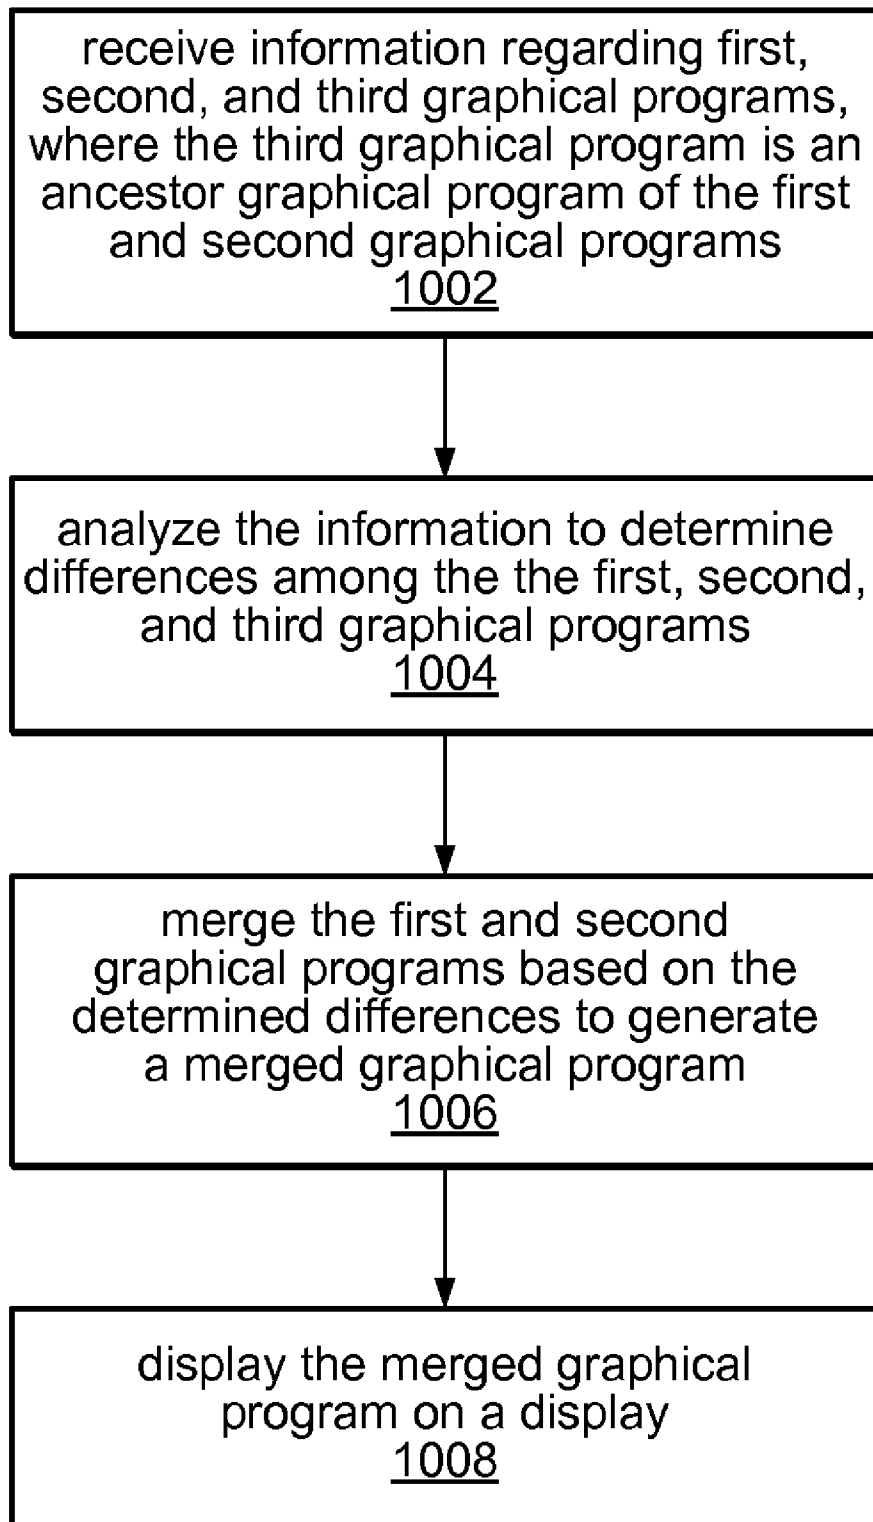 receive information regarding first,
second, and third graphical programs,
where the third graphical program is an
ancestor graphical program of the first
and second graphical programs
1002
analyze the information to determine
differences among the the first, second,
and third graphical programs
1004
merge the first and second
graphical programs based on the
determined differences to generate
a merged graphical program
1006
display the merged graphical
program on a display
1008